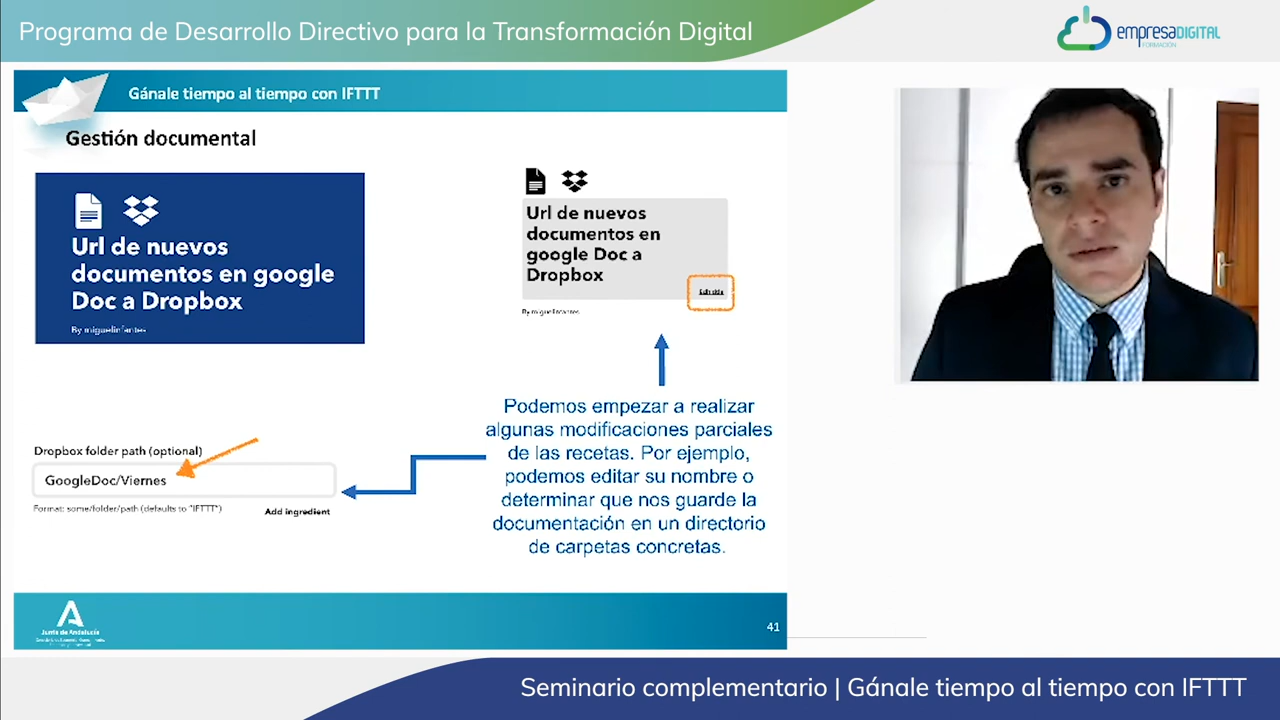 Programa de Desarrollo Directivo para la Transformación Digital
empresaDIGITAL
FORMACIÓN
Gánale tiempo al tiempo con IFTTT
Gestión documental
Url de nuevos
documentos en google
Doc a Dropbox
By miguelinfantes
Url de nuevos
documentos en
google Doc a
Dropbox
Edit title
By miguelinfantes
Podemos empezar a realizar
algunas modificaciones parciales
de las recetas. Por ejemplo,
podemos editar su nombre o
determinar que nos guarde la
documentación en un directorio
de carpetas concretas.
Dropbox folder path (optional)
GoogleDoc/Viernes
Format: some/folder/path (defaults to "IFTTT")
Add ingredient
Junta de Andalucía
41
Seminario complementario | Gánale tiempo al tiempo con IFTTT